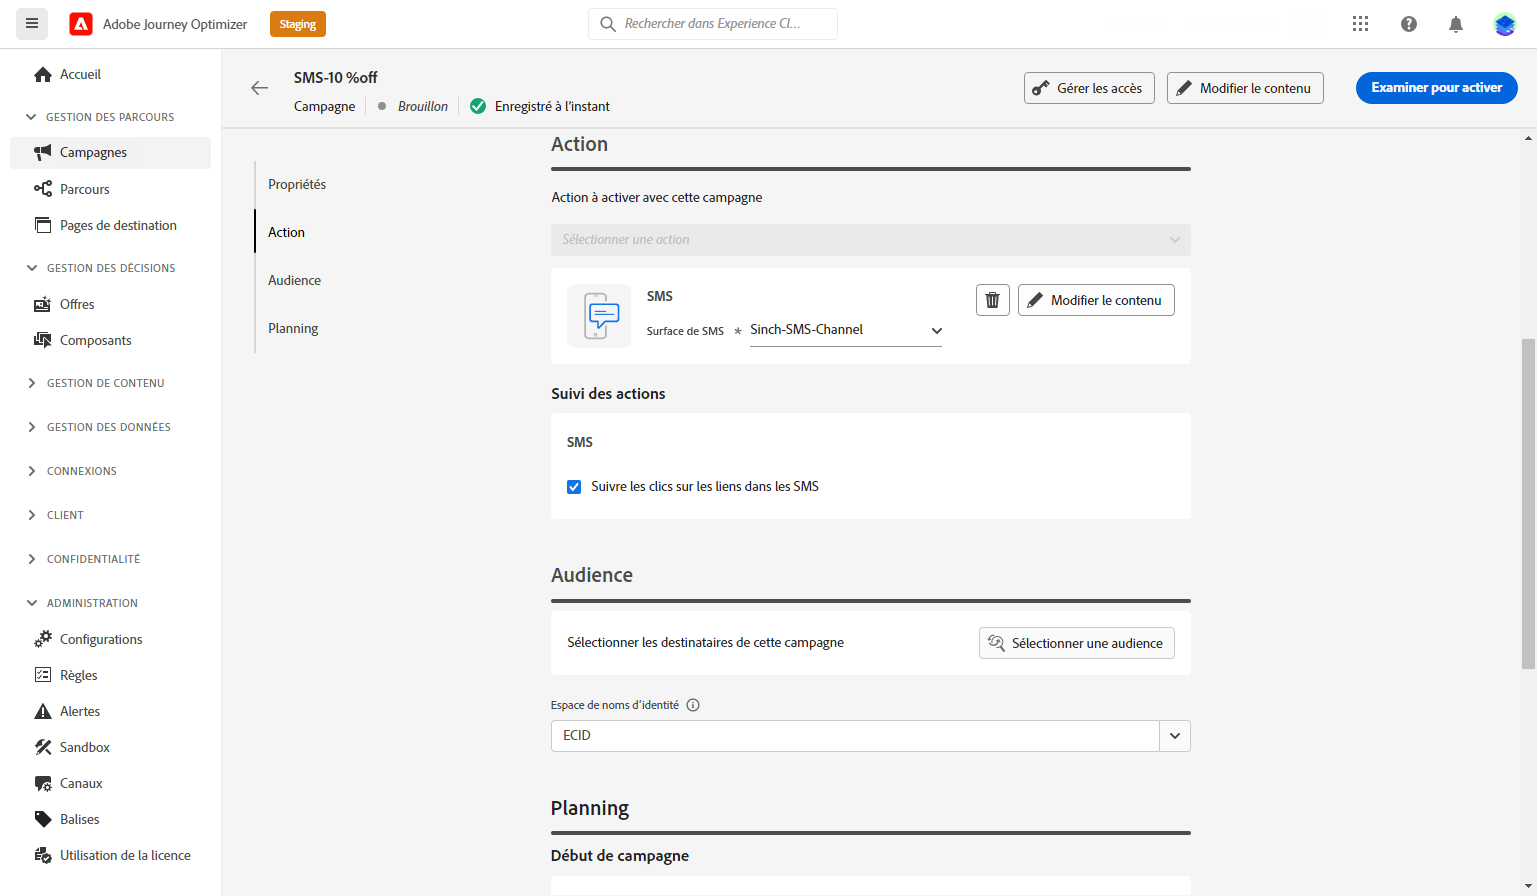 Adobe Journey Optimizer
Staging
Rechercher dans Experience Cl...
Accueil
GESTION DES PARCOURS
Campagnes
Parcours
Pages de destination
GESTION DES DÉCISIONS
Offres
Composants
GESTION DE CONTENU
GESTION DES DONNÉES
CONNEXIONS
CLIENT
CONFIDENTIALITÉ
ADMINISTRATION
Configurations
Règles
Alertes
Sandbox
Canaux
Balises
Utilisation de la licence
SMS-10 %off
Campagne
Brouillon
Enregistré à l'instant
Gérer les accès
Modifier le contenu
Examiner pour activer
Propriétés
Action
Audience
Planning
Action
Action à activer avec cette campagne
Sélectionner une action
SMS
Surface de SMS * Sinch-SMS-Channel
Modifier le contenu
Suivi des actions
SMS
Suivre les clics sur les liens dans les SMS
Audience
Sélectionner les destinataires de cette campagne
Sélectionner une audience
Espace de noms d'identité
ECID
Planning
Début de campagne